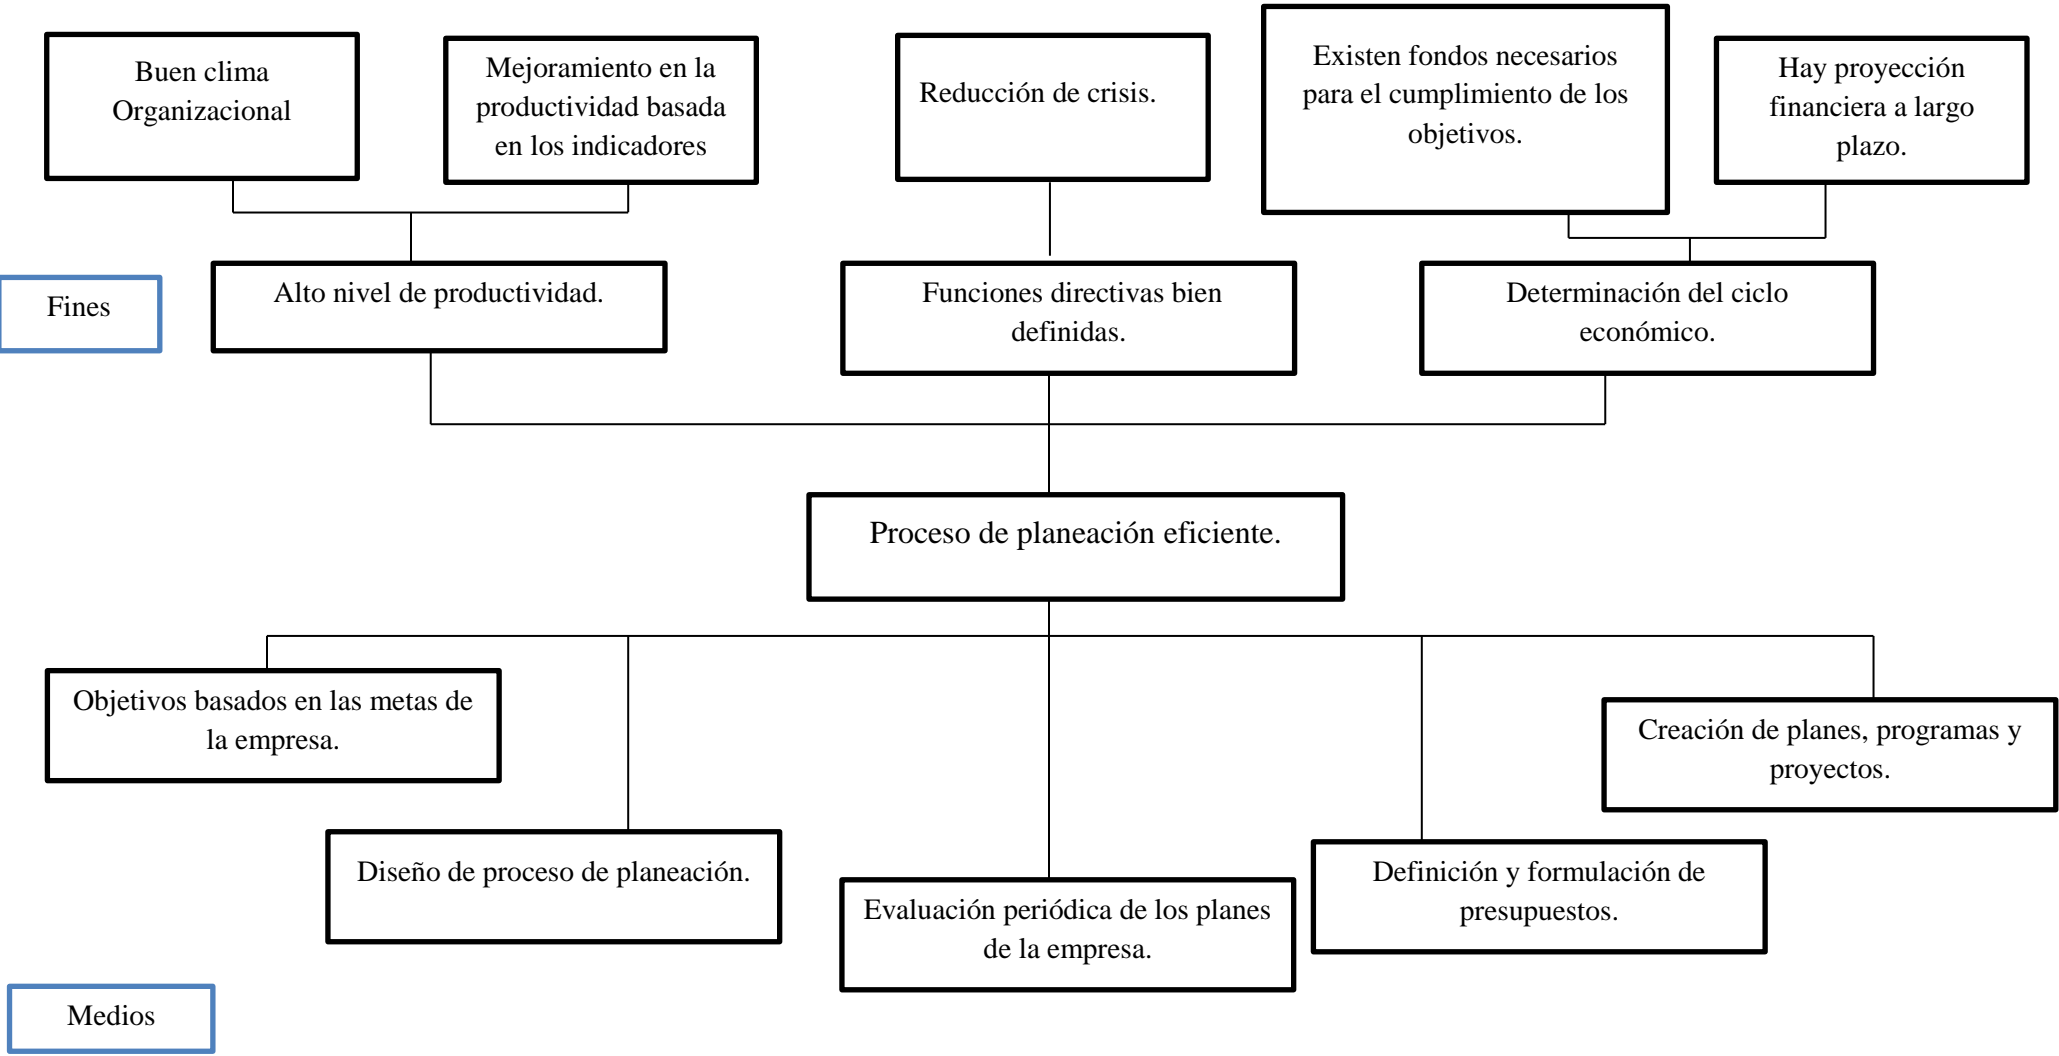 Buen clima
Organizacional
Mejoramiento en la
productividad basada
en los indicadores
Reducción de crisis.
Existen fondos necesarios
para el cumplimiento de los
objetivos.
Hay proyección
financiera a largo
plazo.
Fines
Alto nivel de productividad.
Funciones directivas bien
definidas.
Determinación del ciclo
económico.
Proceso de planeación eficiente.
Objetivos basados en las metas de
la empresa.
Diseño de proceso de planeación.
Evaluación periódica de los planes
de la empresa.
Definición y formulación de
presupuestos.
Creación de planes, programas y
proyectos.
Medios